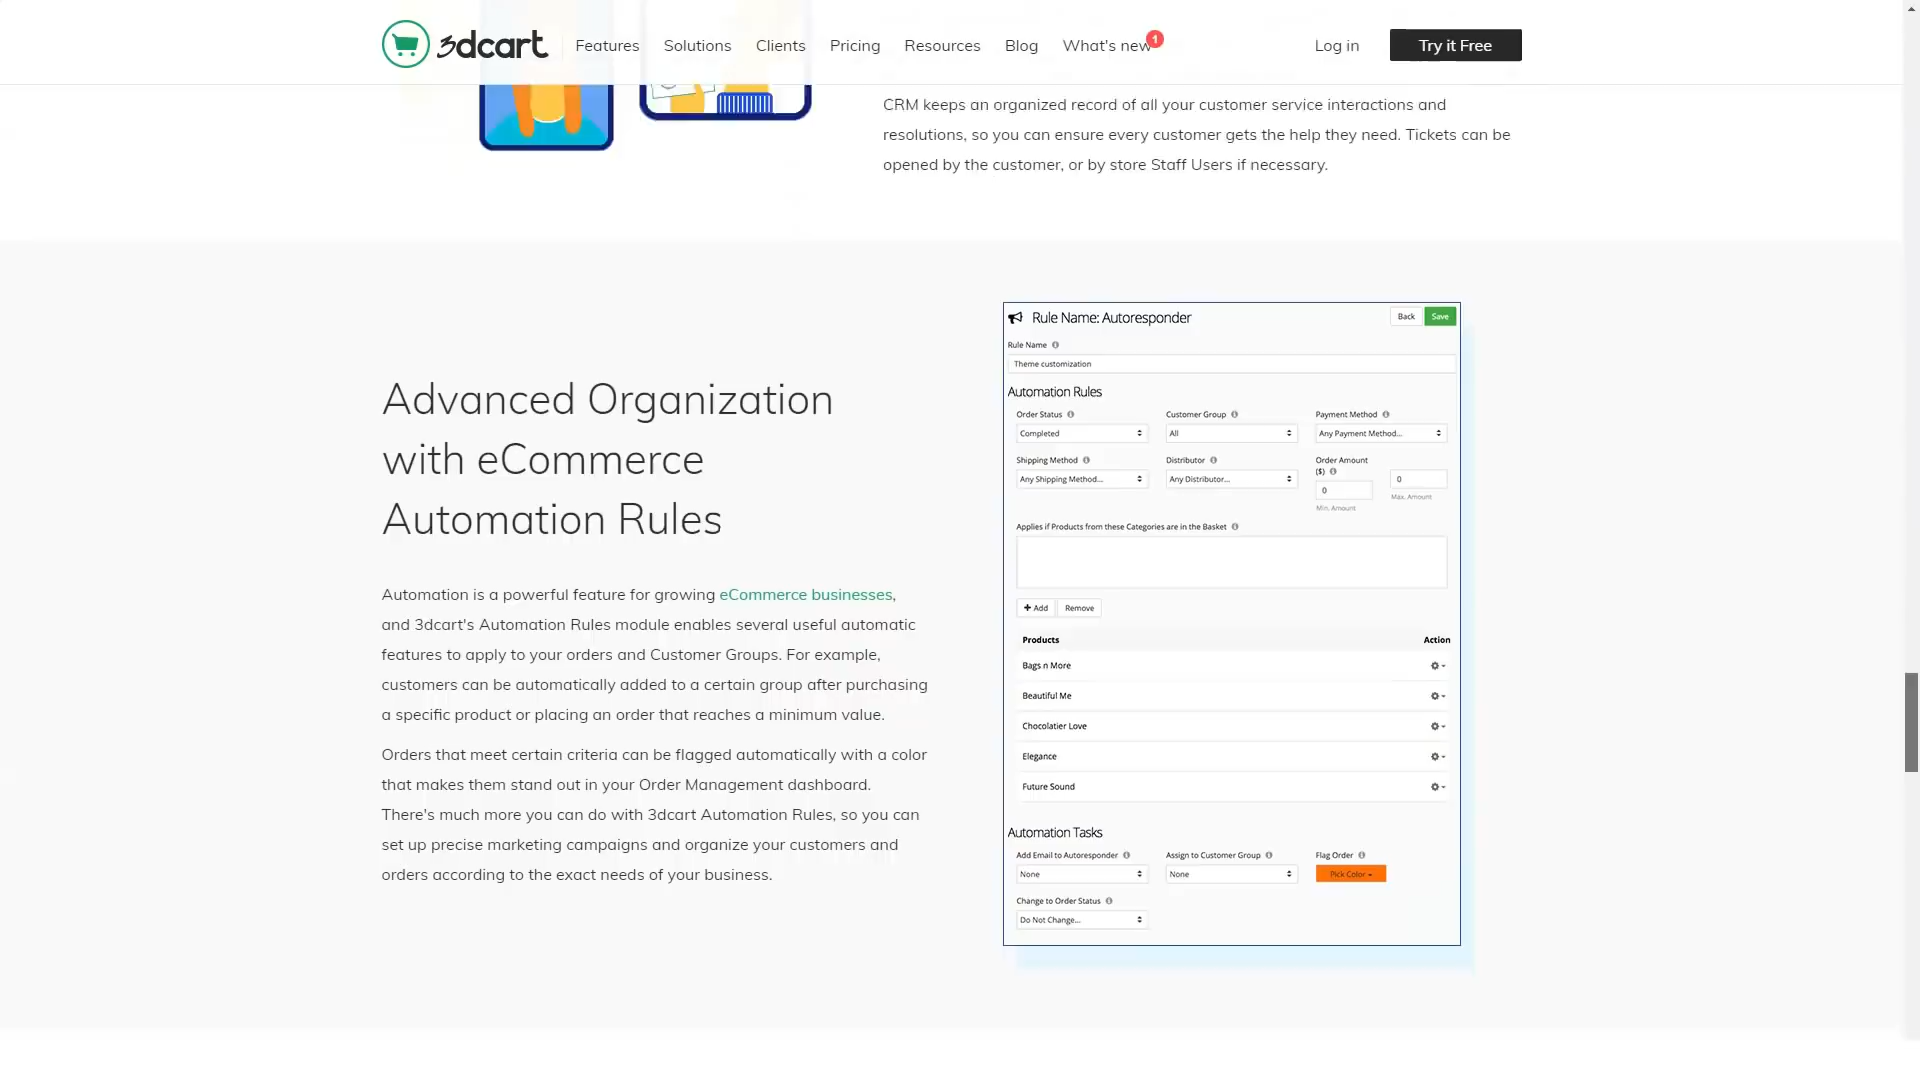 3dcart
Features
Solutions
Clients
Pricing
Resources
Blog
What's new
1
Log in
Try it Free
CRM keeps an organized record of all your customer service interactions and
resolutions, so you can ensure every customer gets the help they need. Tickets can be
opened by the customer, or by store Staff Users if necessary.
Advanced Organization
with eCommerce
Automation Rules
Automation is a powerful feature for growing eCommerce businesses,
and 3dcart's Automation Rules module enables several useful automatic
features to apply to your orders and Customer Groups. For example,
customers can be automatically added to a certain group after purchasing
a specific product or placing an order that reaches a minimum value.
Orders that meet certain criteria can be flagged automatically with a color
that makes them stand out in your Order Management dashboard.
There's much more you can do with 3dcart Automation Rules, so you can
set up precise marketing campaigns and organize your customers and
orders according to the exact needs of your business.
Rule Name: Autoresponder
Back
Save
Rule Name
Theme customization
Automation Rules
Order Status
Customer Group
Payment Method
Completed
All
Any Payment Method...
Shipping Method
Distributor
Order Amount
($)
Any Shipping Method...
Any Distributor...
0
0
Min. Amount
Max. Amount
Applies if Products from these Categories are in the Basket
+ Add
Remove
Products
Action
Bags n More
Beautiful Me
Chocolatier Love
Elegance
Future Sound
Automation Tasks
Add Email to Autoresponder
Assign to Customer Group
Flag Order
None
None
Pick Color
Change to Order Status
Do Not Change...